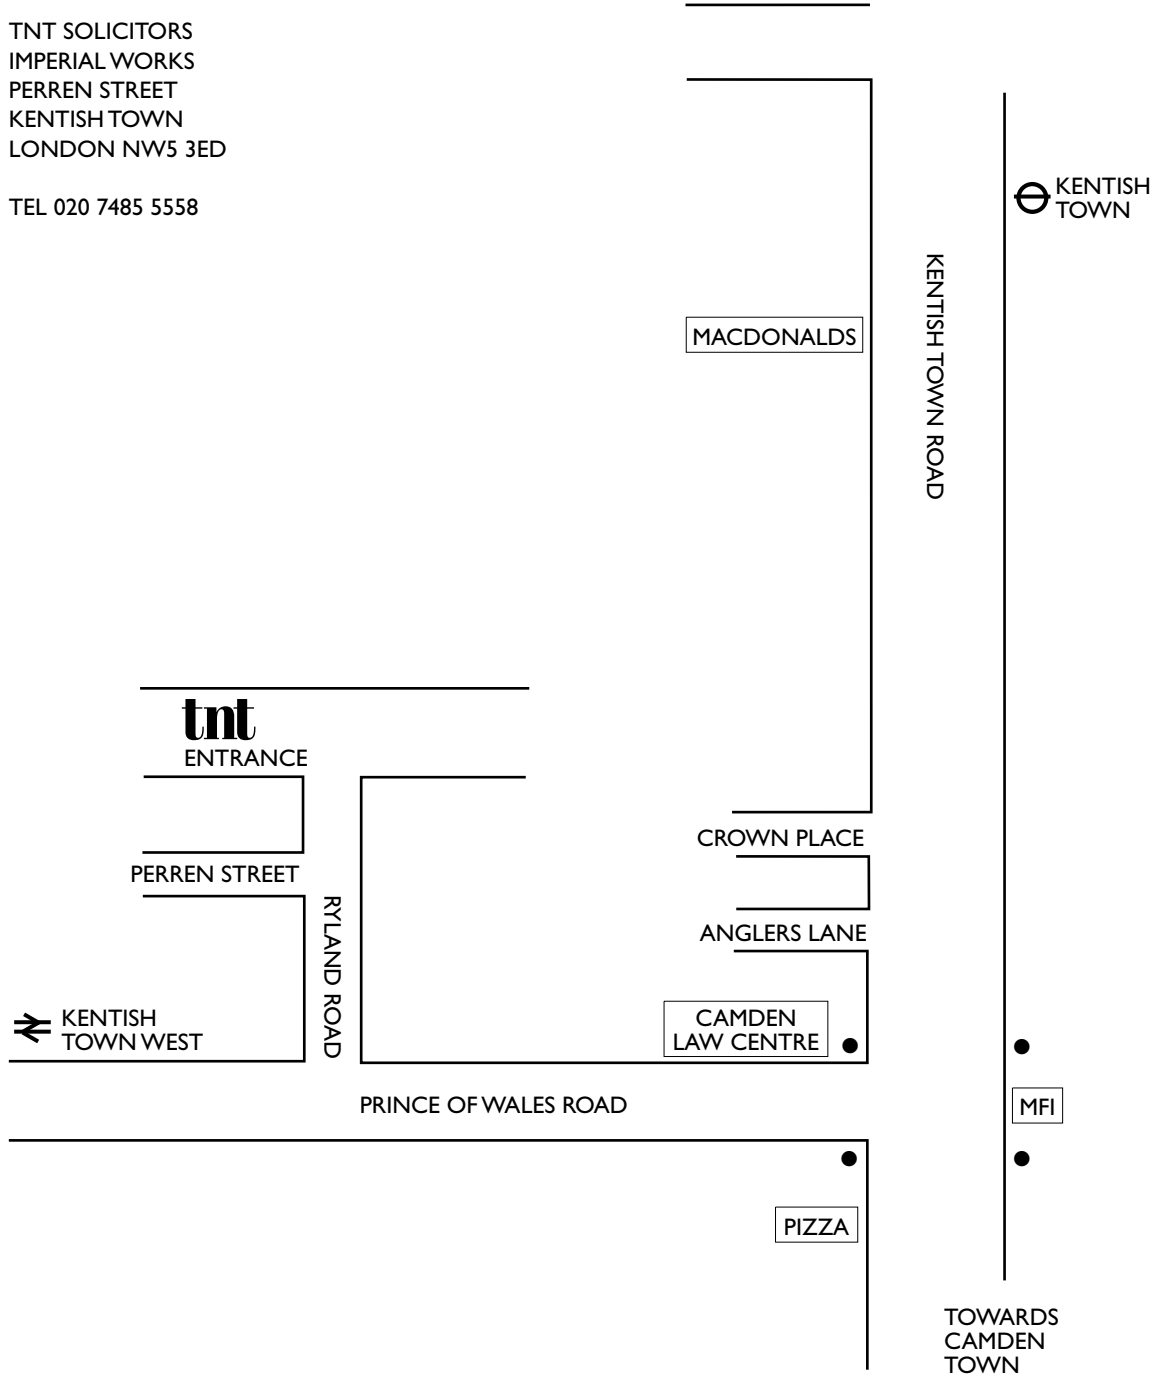 TNT SOLICITORS
IMPERIAL WORKS
PERREN STREET
KENTISH TOWN
LONDON NW5 3ED
TEL 020 7485 5558
KENTISH
TOWN
KENTISH TOWN ROAD
MACDONALDS
tnt
ENTRANCE
CROWN PLACE
PERREN STREET
RYLAND ROAD
ANGLERS LANE
KENTISH
TOWN WEST
CAMDEN
LAW CENTRE
PRINCE OF WALES ROAD
MFI
PIZZA
TOWARDS
CAMDEN
TOWN